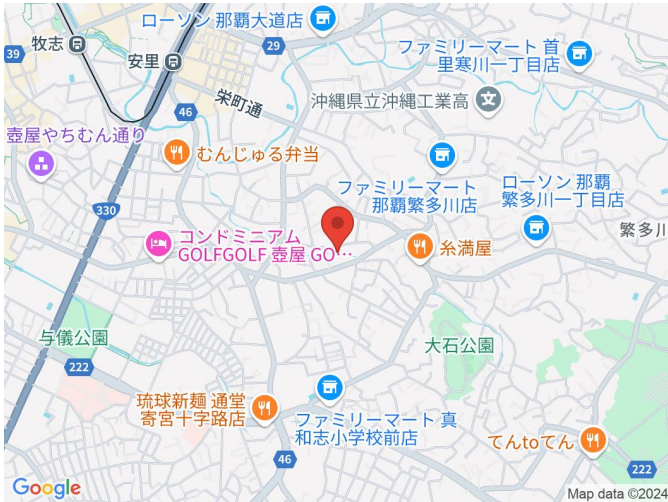 ローソン 那覇大道店
牧志
安里
29
39
ファミリーマート 首
里寒川一丁目店
栄町通
沖縄県立沖縄工業高
文
46
壺屋やちむん通り
むんじゅる弁当
ファミリーマート
那覇繁多川店
ローソン 那覇
繁多川一丁目店
330
コンドミニアム
GOLFGOLF 壺屋 GO…
糸満屋
繁多川
与儀公園
大石公園
222
琉球新麺 通堂
寄宮十字路店
ファミリーマート 真
和志小学校前店
てんtoてん
46
222
Google
Map data ©2024